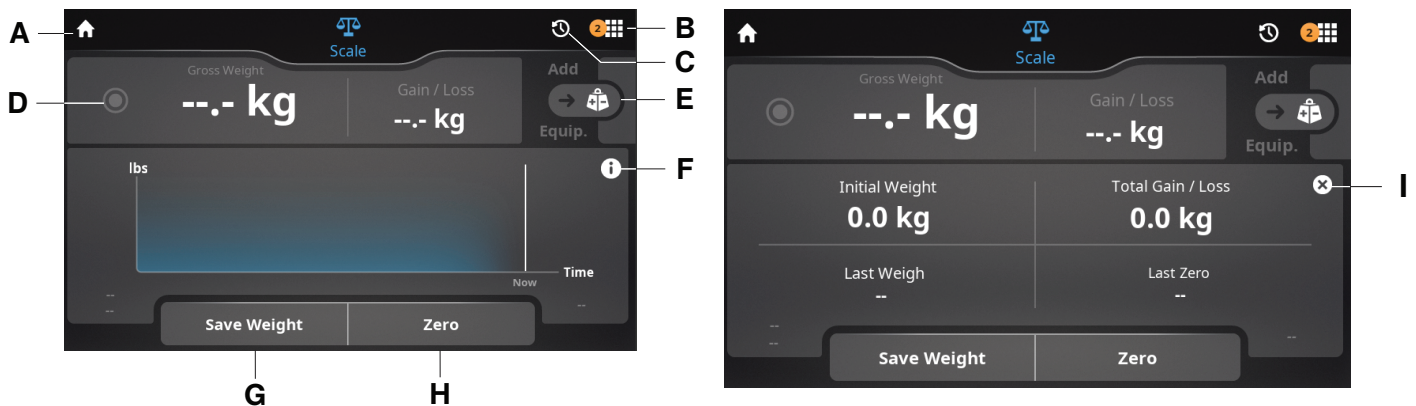 A
B
C
D
E
F
G
H
2
Scale
Gross Weight
--.- kg
Gain / Loss
--.- kg
Add
Equip.
lbs
Time
Now
--
--
--
Save Weight
Zero
2
Scale
Gross Weight
--.- kg
Gain / Loss
--.- kg
Add
Equip.
I
Initial Weight
0.0 kg
Total Gain / Loss
0.0 kg
Last Weigh
--
Last Zero
--
--
--
--
Save Weight
Zero